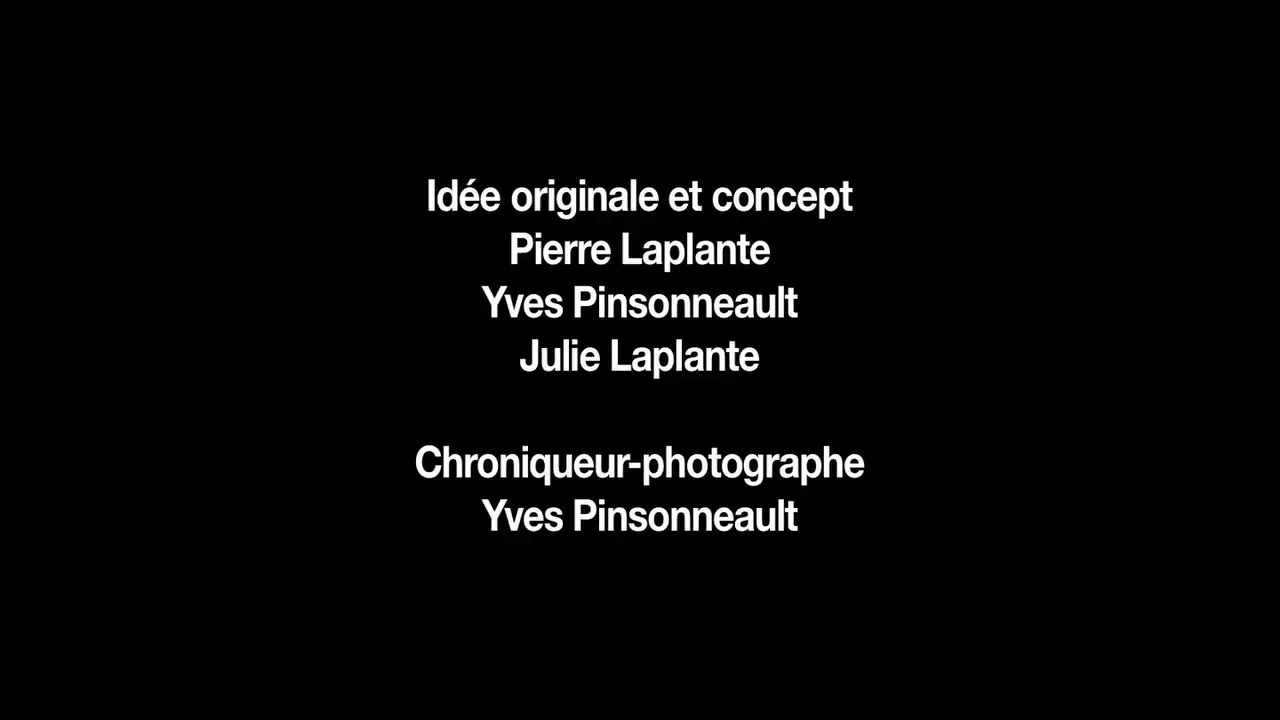 Idée originale et concept
Pierre Laplante
Yves Pinsonneault
Julie Laplante
Chroniqueur-photographe
Yves Pinsonneault